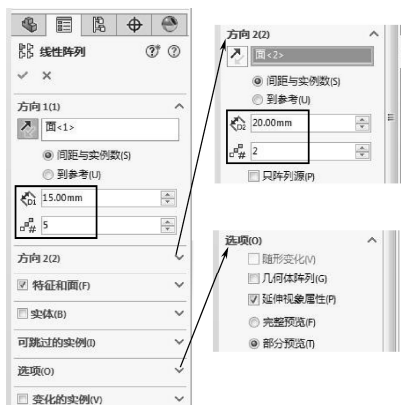 线性阵列
方向 1(1)
面<1>
间距与实例数(S)
到参考(U)
D1 15.00mm
# 5
方向 2(2)
特征和面(F)
实体(B)
可跳过的实例(I)
选项(O)
变化的实例(V)
方向 2(2)
面<2>
间距与实例数(S)
到参考(U)
D2 20.00mm
# 2
只阵列源(P)
选项(O)
随形变化(V)
几何体阵列(G)
延伸视象属性(P)
完整预览(F)
部分预览(T)